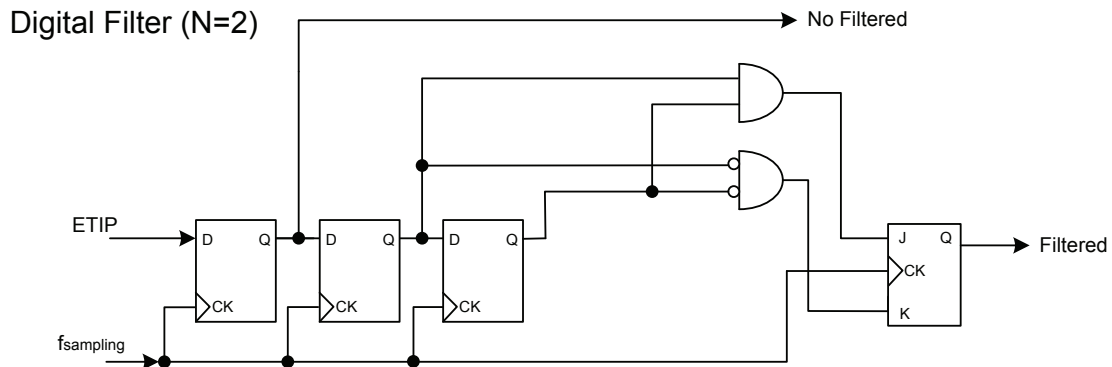 Digital Filter (N=2)
No Filtered
ETIP
D
Q
CK
D
Q
CK
D
Q
CK
J
Q
CK
K
Filtered
fsampling